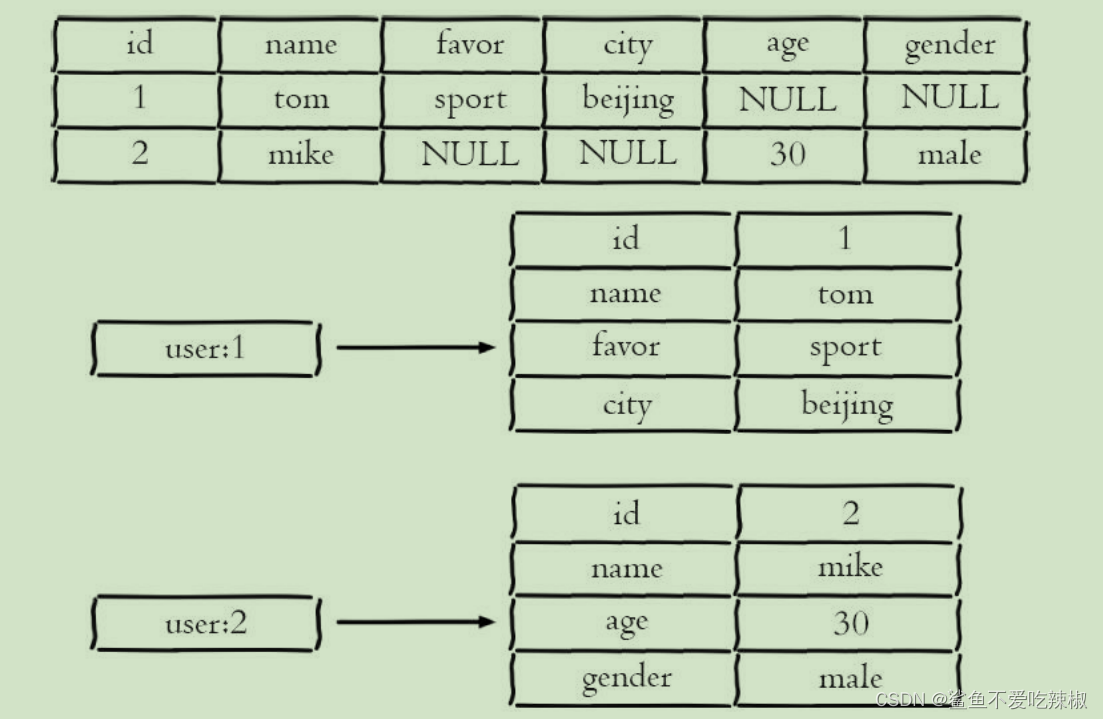 id name favor city age gender
1 tom sport beijing NULL NULL
2 mike NULL NULL 30 male
id 1
name tom
user:1
favor sport
city beijing
id 2
name mike
user:2
age 30
gender male
CSDN @鲨鱼不爱吃辣椒